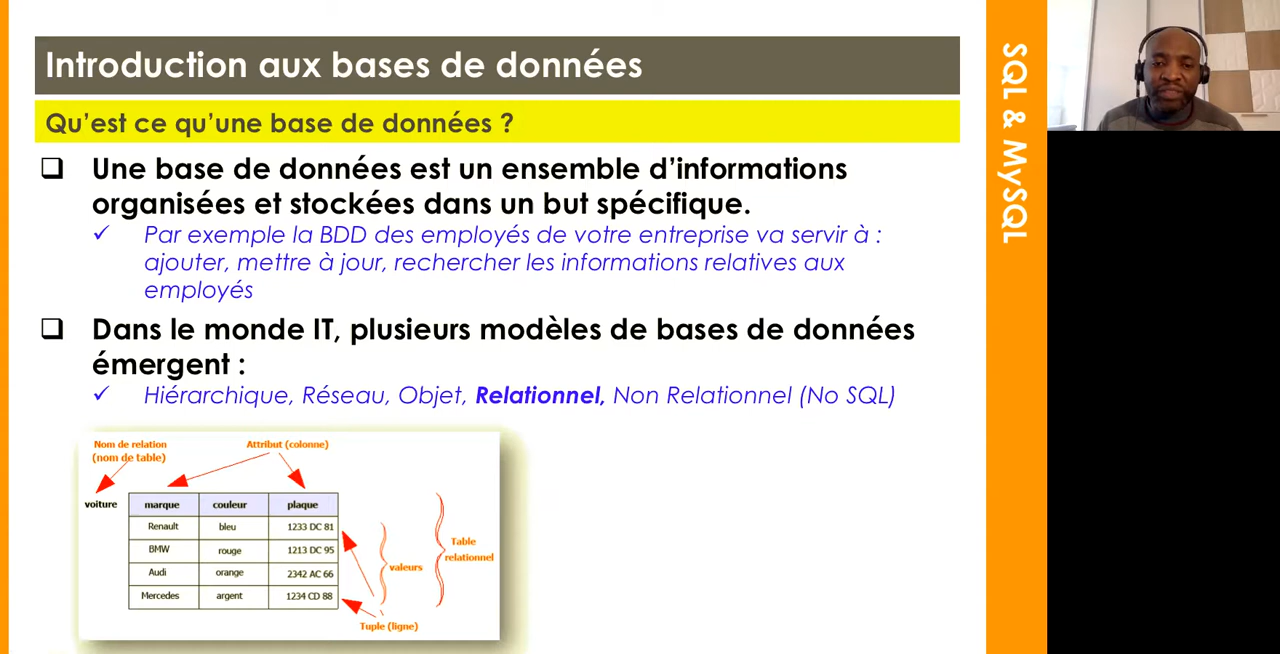 Introduction aux bases de données
Qu'est ce qu'une base de données ?
Une base de données est un ensemble d'informations
organisées et stockées dans un but spécifique.
Par exemple la BDD des employés de votre entreprise va servir à :
ajouter, mettre à jour, rechercher les informations relatives aux
employés
Dans le monde IT, plusieurs modèles de bases de données
émergent :
Hiérarchique, Réseau, Objet, Relationnel, Non Relationnel (No SQL)
Nom de relation
(nom de table)
Attribut (colonne)
voiture
marque couleur plaque
Renault bleu 1233 DC 81
BMW rouge 1213 DC 95
Audi orange 2342 AC 66
Mercedes argent 1234 CD 88
valeurs
Table
relationnel
Tuple (ligne)
SQL & MySQL